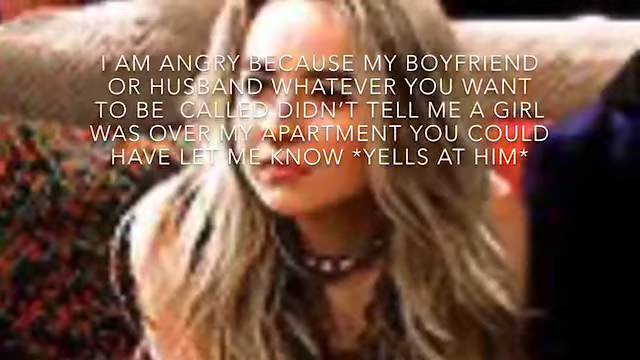 I AM ANGRY BECAUSE MY BOYFRIEND
OR HUSBAND WHATEVER YOU WANT
TO BE CALLED DIDN'T TELL ME A GIRL
WAS OVER MY APARTMENT YOU COULD
HAVE LET ME KNOW *YELLS AT HIM*